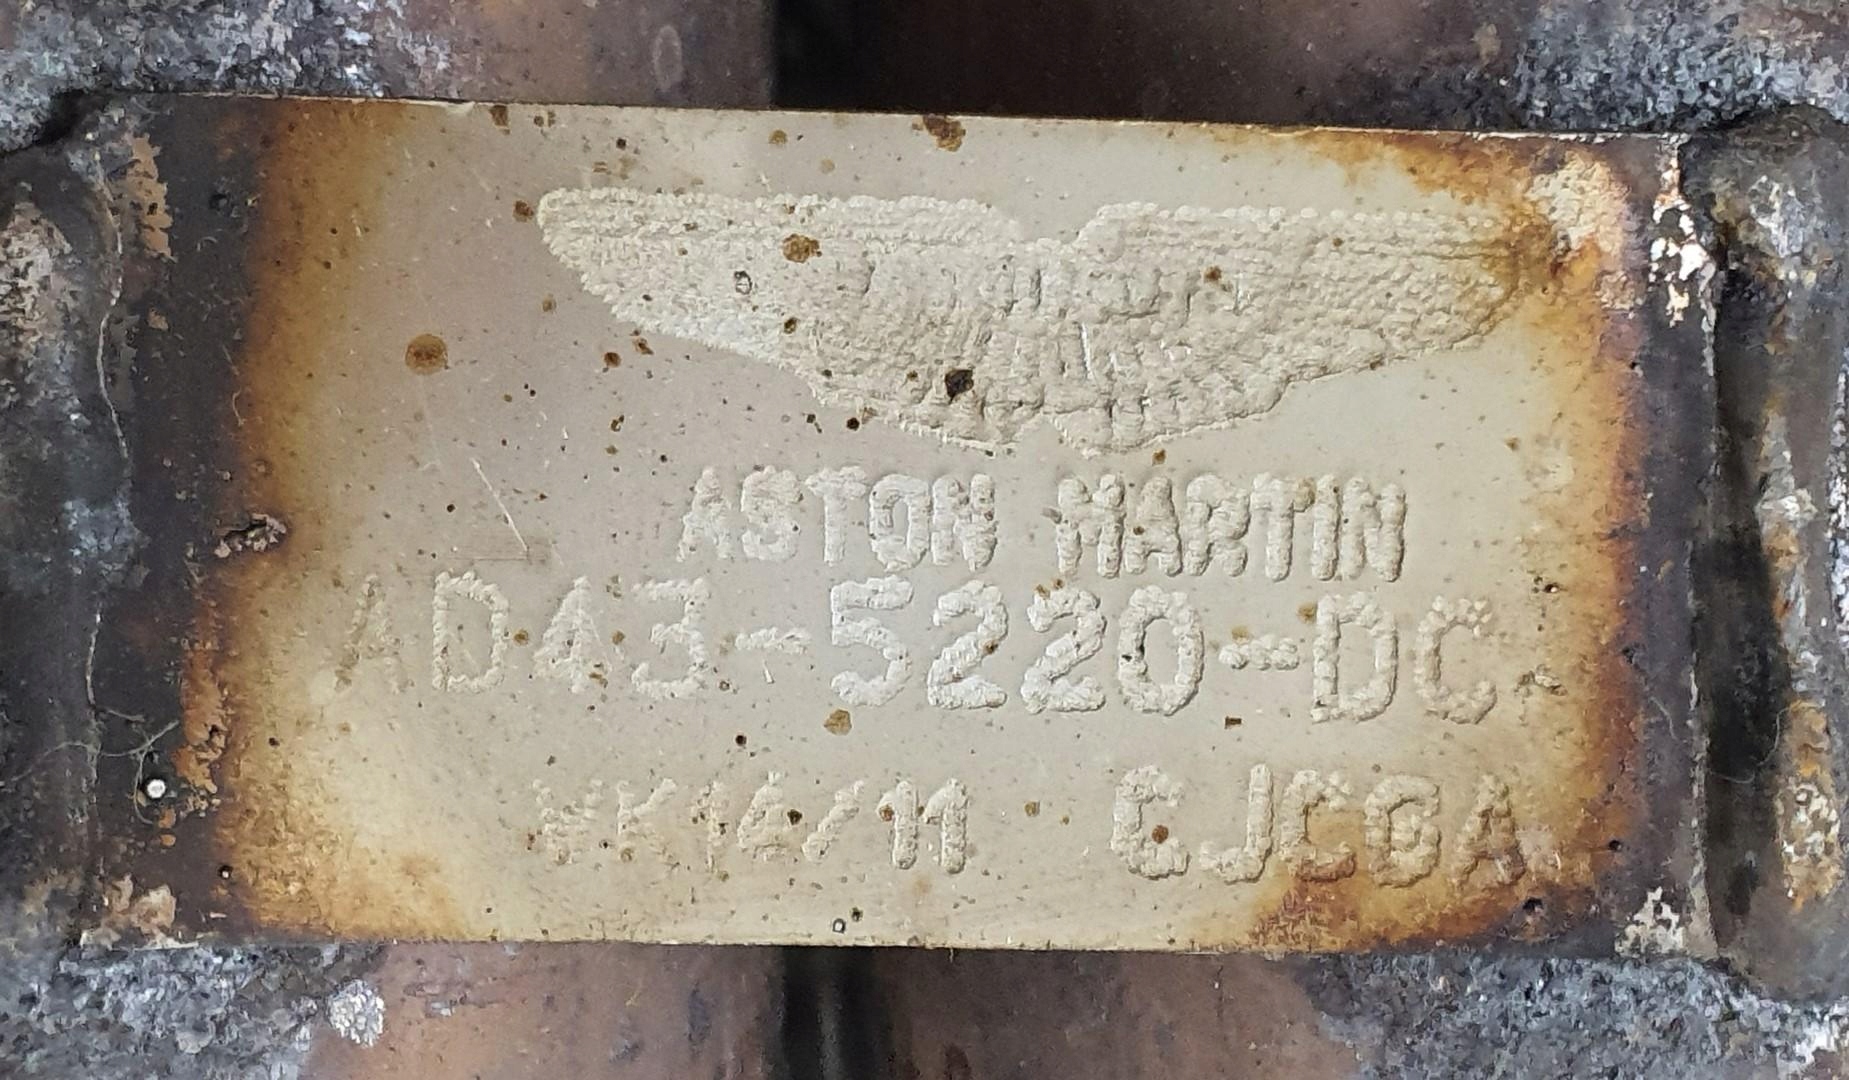 ASTON MARTIN
AD43-5220-DC
WK14/11 CJCGA